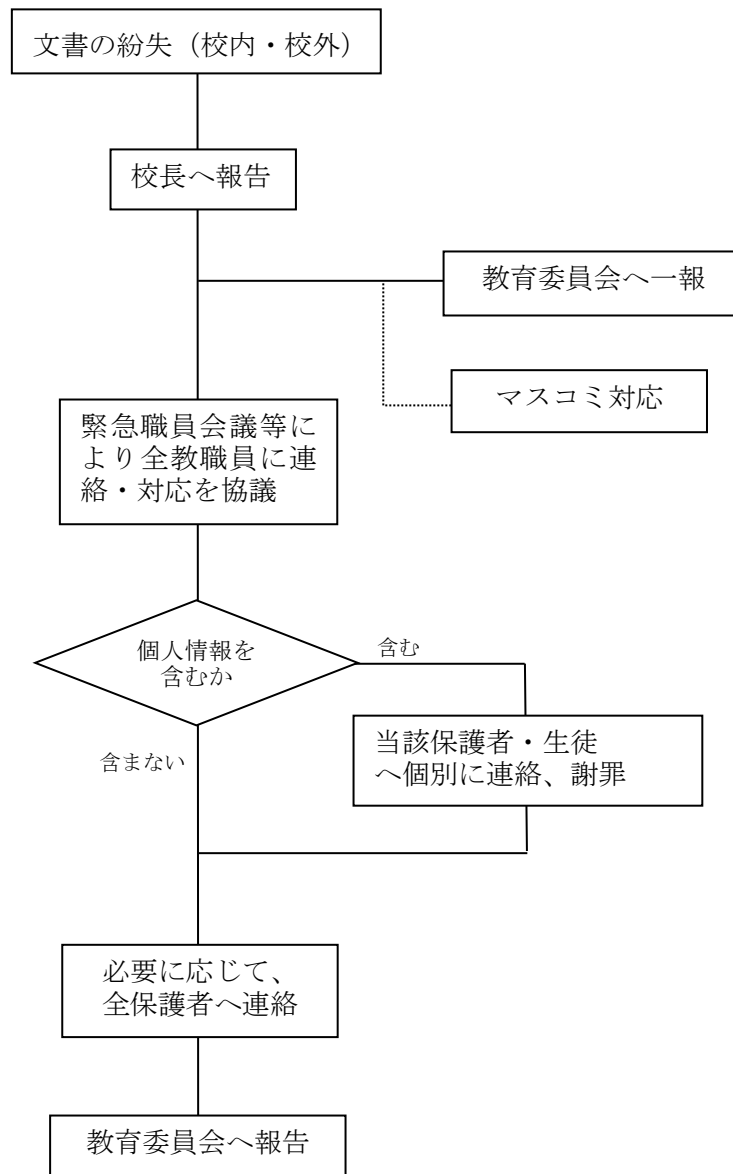 文書の紛失（校内・校外）
校長へ報告
教育委員会へ一報
マスコミ対応
緊急職員会議等に
より全教職員に連
絡・対応を協議
個人情報を
含むか
含む
当該保護者・生徒
へ個別に連絡、謝罪
含まない
必要に応じて、
全保護者へ連絡
教育委員会へ報告